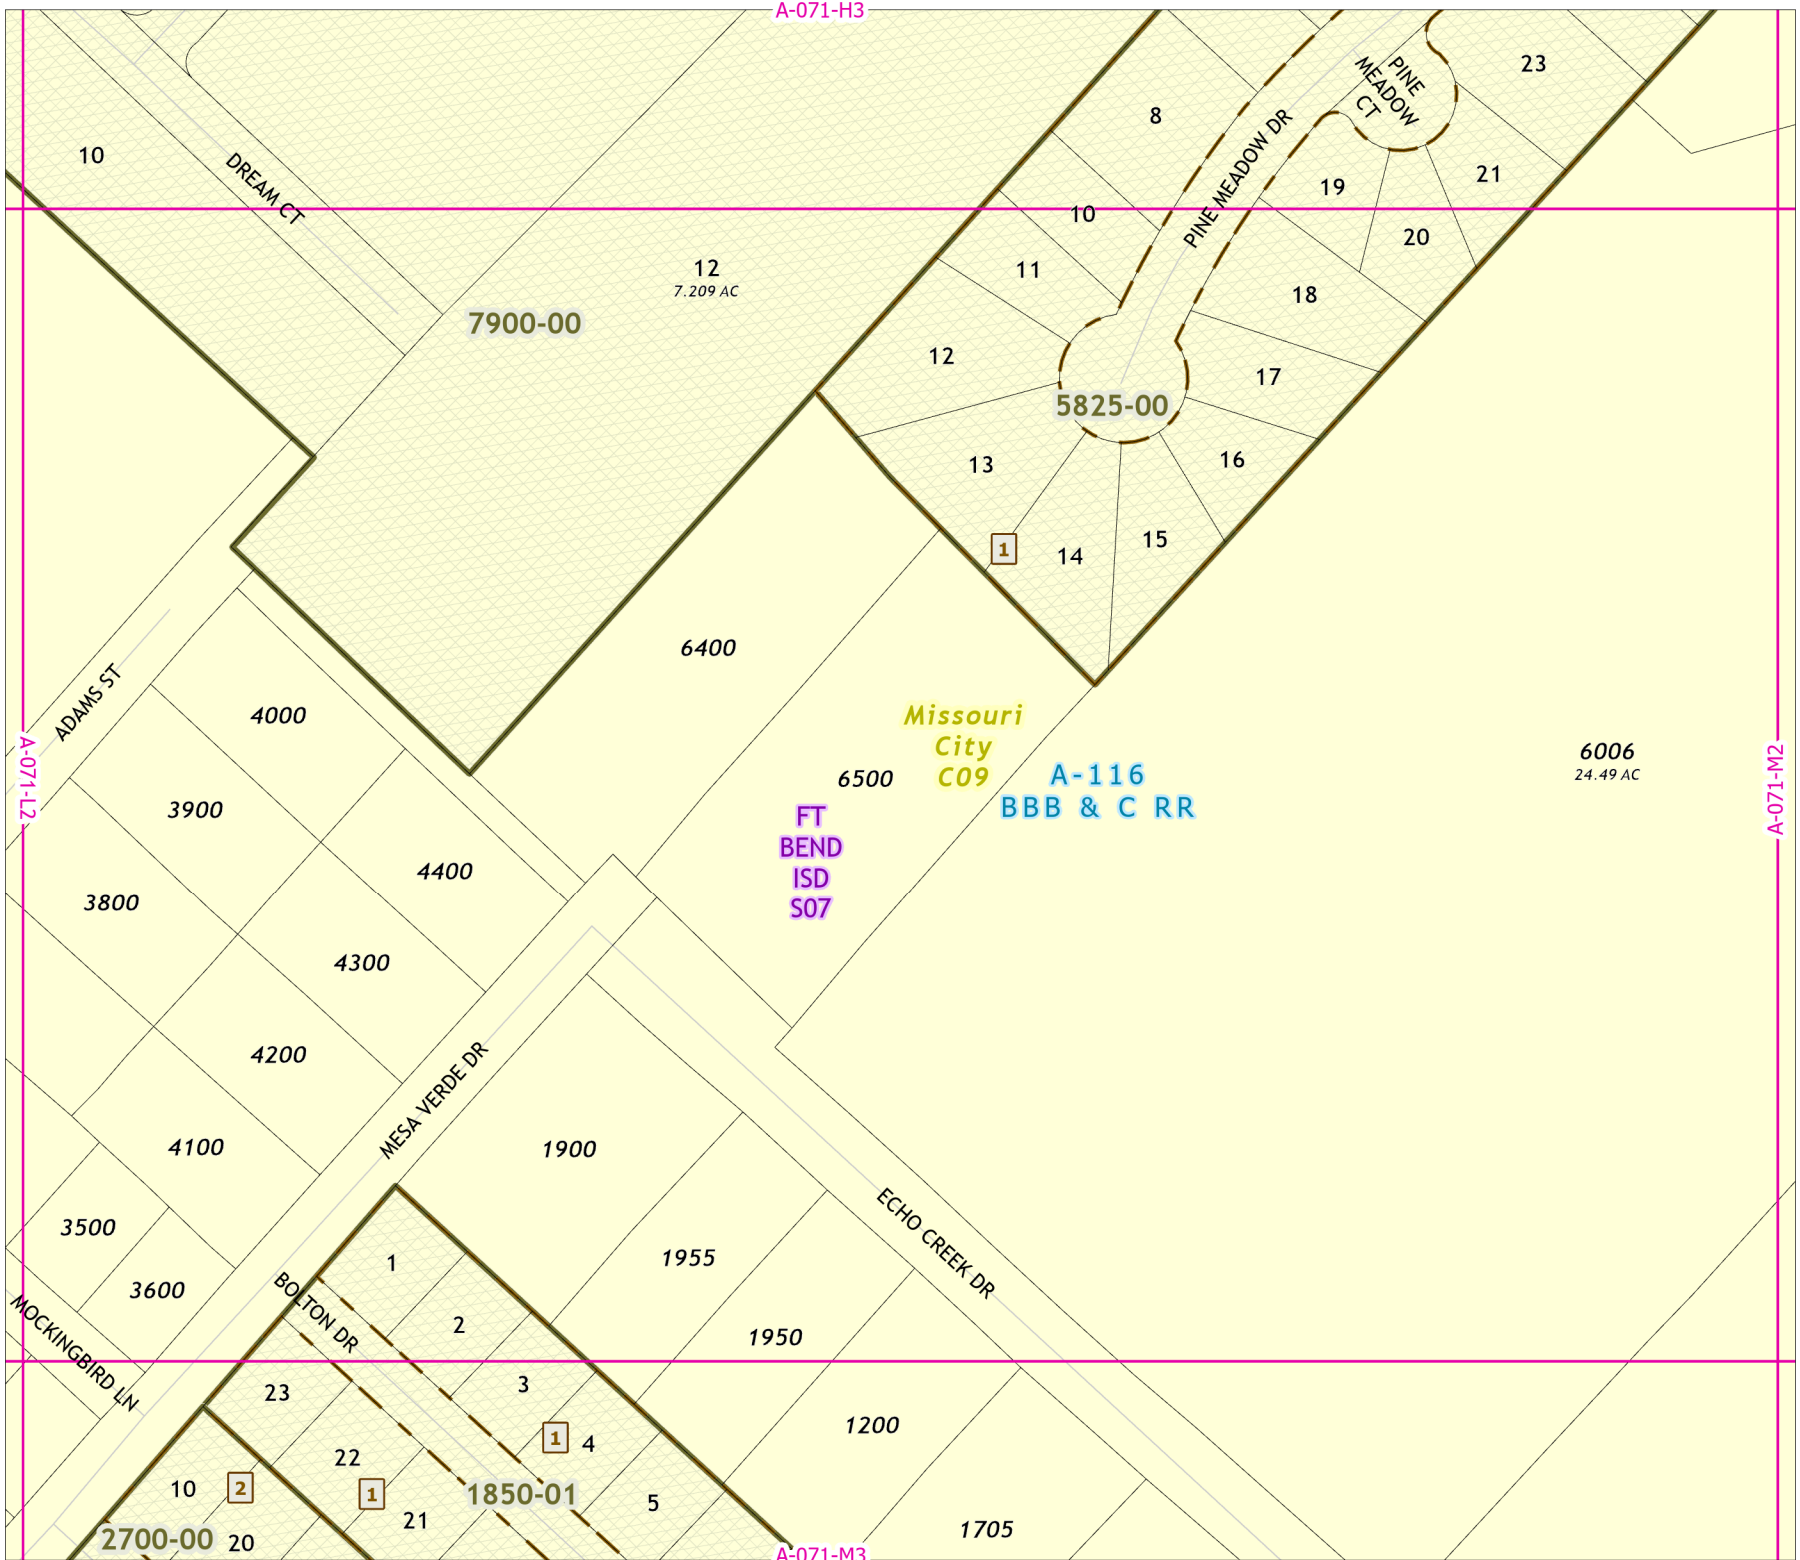 A-071-H3
23
PINE
MEADOW
CT
8
PINE MEADOW DR
10
DREAM CT
19
21
10
20
11
12
7.209 AC
18
7900-00
12
17
5825-00
13
16
1
14
15
6400
ADAMS ST
4000
Missouri
City
C09
6500
A-116
BBB & C RR
6006
24.49 AC
A-071-L2
A-071-M2
3900
FT
BEND
ISD
S07
4400
3800
4300
4200
MESA VERDE DR
4100
1900
3500
ECHO CREEK DR
1
1955
3600
BOLTON DR
2
1950
MOCKINGBIRD LN
23
3
1200
22
1
4
10
2
1
1850-01
5
21
1705
2700-00
20
A-071-M3